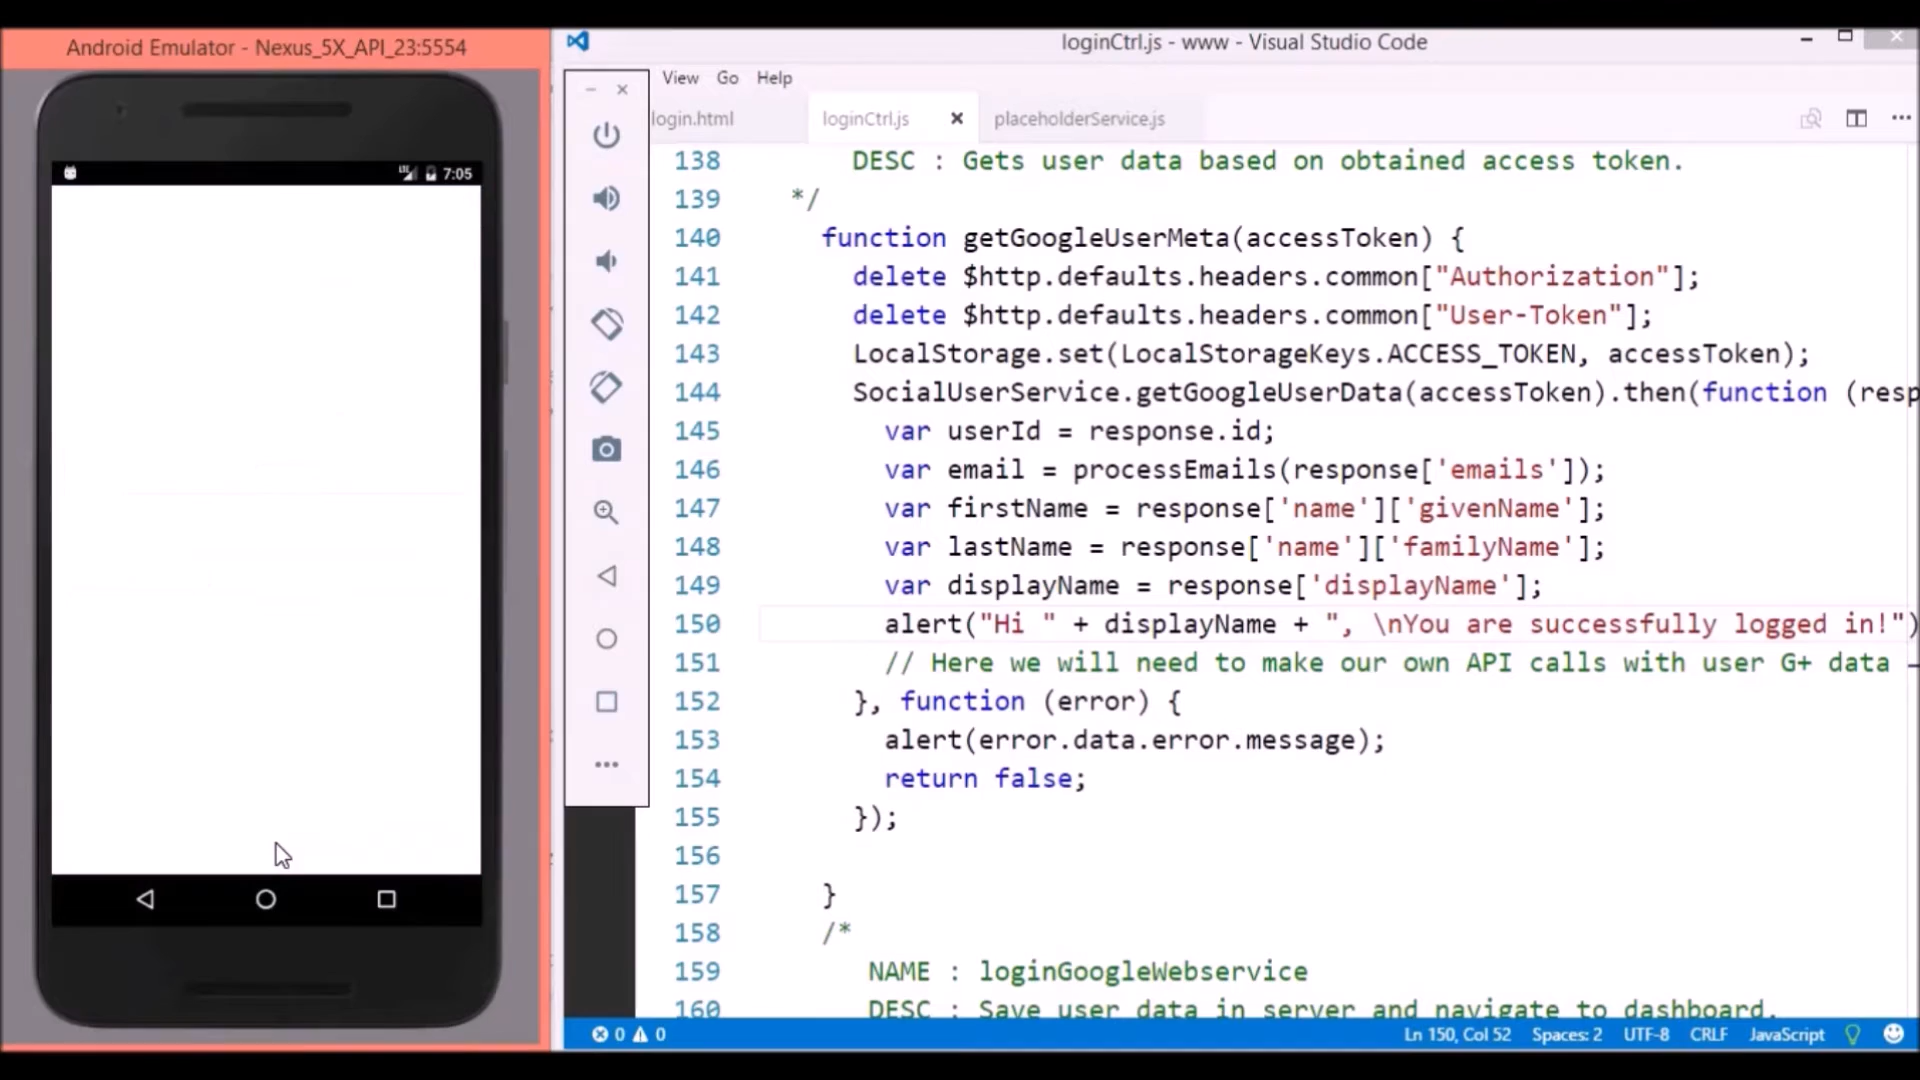 Android Emulator - Nexus_5X_API_23:5554
7:05
loginCtrl.js - www - Visual Studio Code
View Go Help
login.html loginCtrl.js placeholderService.js
138 DESC : Gets user data based on obtained access token.
139 */
140 function getGoogleUserMeta(accessToken) {
141 delete $http.defaults.headers.common["Authorization"];
142 delete $http.defaults.headers.common["User-Token"];
143 LocalStorage.set(LocalStorageKeys.ACCESS_TOKEN, accessToken);
144 SocialUserService.getGoogleUserData(accessToken).then(function (resp
145 var userId = response.id;
146 var email = processEmails(response['emails']);
147 var firstName = response['name']['givenName'];
148 var lastName = response['name']['familyName'];
149 var displayName = response['displayName'];
150 alert("Hi " + displayName + ", \nYou are successfully logged in!")
151 // Here we will need to make our own API calls with user G+ data -
152 }, function (error) {
153 alert(error.data.error.message);
154 return false;
155 });
156
157 }
158 /*
159 NAME : loginGoogleWebservice
160 DESC : Save user data in server and navigate to dashboard.
0 0 Ln 150, Col 52 Spaces: 2 UTF-8 CRLF JavaScript